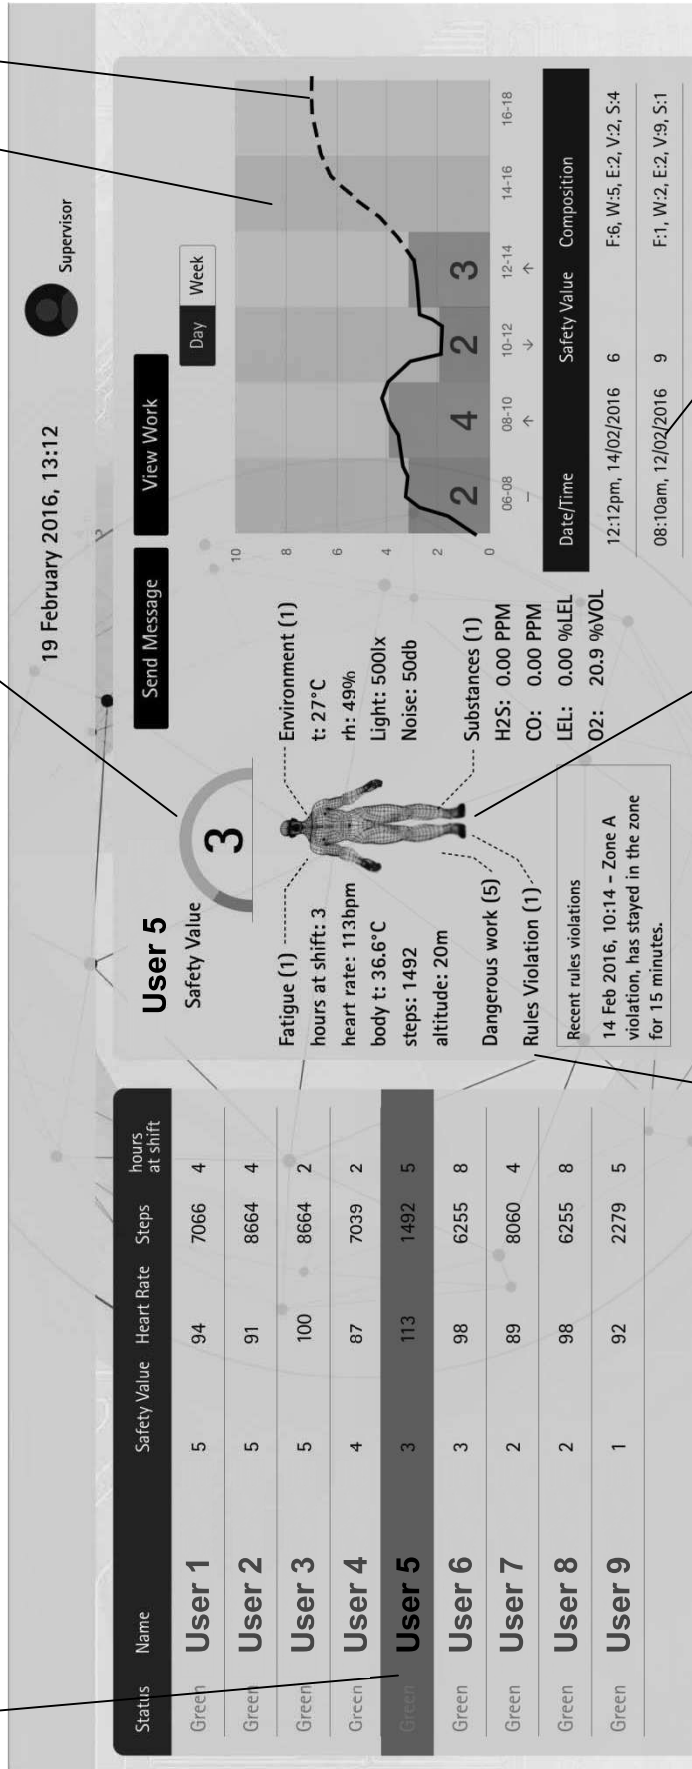 19 February 2016, 13:12
Supervisor
Status Name Safety Value Heart Rate Steps hours at shift
Green User 1 5 94 7066 4
Green User 2 5 91 8664 4
Green User 3 5 100 8664 2
Green User 4 4 87 7039 2
Green User 5 3 113 1492 5
Green User 6 3 98 6255 8
Green User 7 2 89 8060 4
Green User 8 2 98 6255 8
Green User 9 1 92 2279 5
User 5
Safety Value
3
Send Message
View Work
Fatigue (1)
hours at shift: 3
heart rate: 113bpm
body t: 36.6°C
steps: 1492
altitude: 20m
Dangerous work (5)
Rules Violation (1)
Environment (1)
t: 27°C
rh: 49%
Light: 500lx
Noise: 50db
Substances (1)
H2S: 0.00 PPM
CO: 0.00 PPM
LEL: 0.00 %LEL
O2: 20.9 %VOL
Recent rules violations
14 Feb 2016, 10:14 – Zone A
violation, has stayed in the zone
for 15 minutes.
Day Week
10
8
6
4
2
0
2 4 2 3
06-08 08-10 10-12 12-14 14-16 16-18
– ↑ ↓ ↑
Date/Time Safety Value Composition
12:12pm, 14/02/2016 6 F:6, W:5, E:2, V:2, S:4
08:10am, 12/02/2016 9 F:1, W:2, E:2, V:9, S:1